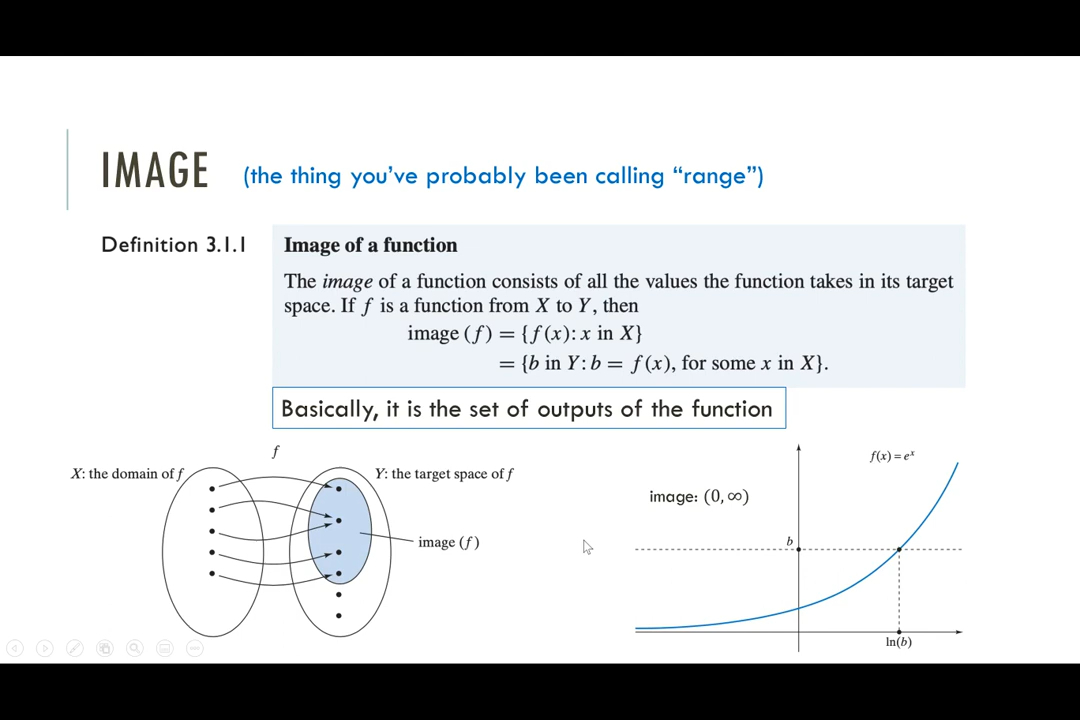 IMAGE (the thing you've probably been calling “range”)
Definition 3.1.1
Image of a function
The image of a function consists of all the values the function takes in its target
space. If f is a function from X to Y, then
image (f) = {f(x): x in X}
= {b in Y: b = f(x), for some x in X}.
Basically, it is the set of outputs of the function
f
X: the domain of f
Y: the target space of f
image (f)
f(x) = eˣ
image: (0, ∞)
b
ln(b)